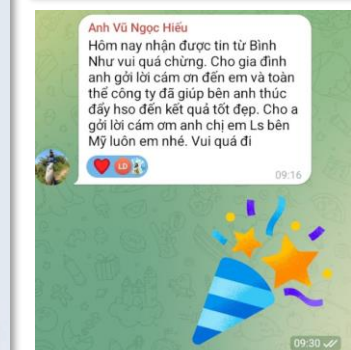 Anh Vũ Ngọc Hiếu
Hôm nay nhận được tin từ Bình
Như vui quá chừng. Cho gia đình
anh gởi lời cám ơn đến em và toàn
thể công ty đã giúp bên anh thúc
đẩy hso đến kết quả tốt đẹp. Cho a
gởi lời cám ơm anh chị em Ls bên
Mỹ luôn em nhé. Vui quá đi
LD
09:16
09:30